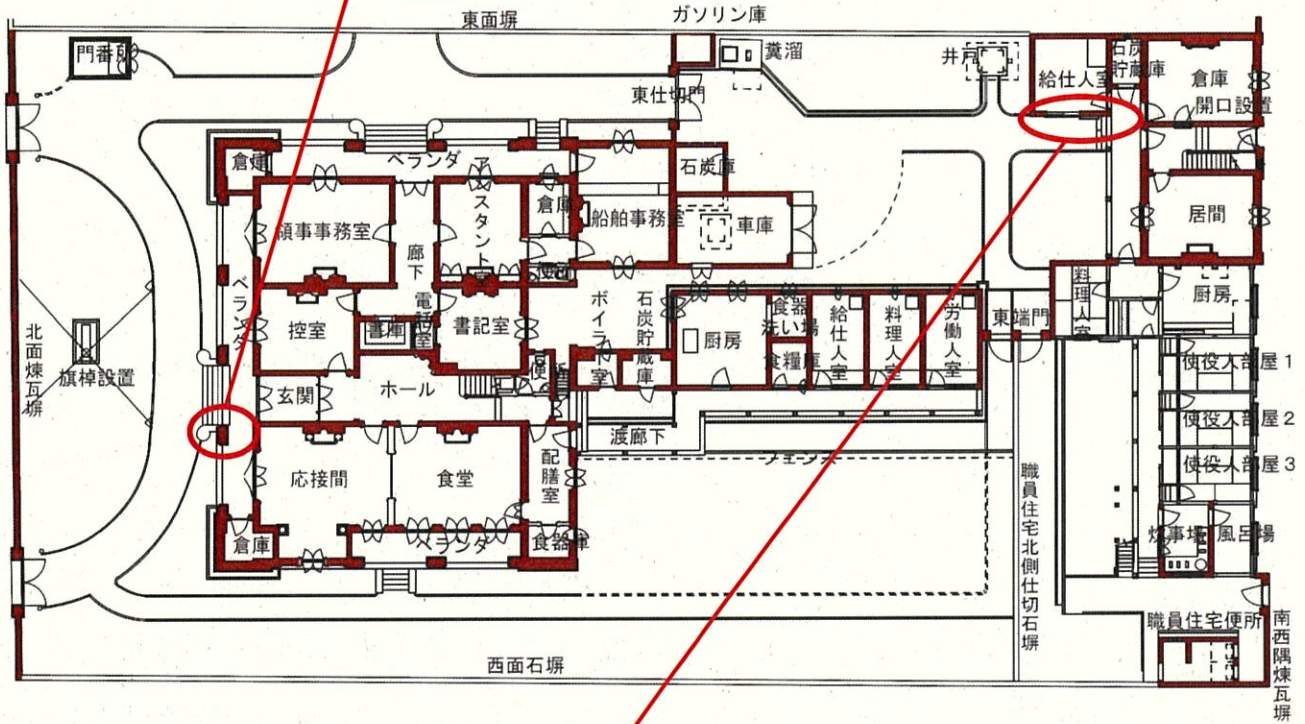 東面塀
ガソリン庫
門番所
糞溜
井戸
給仕人室
石炭貯蔵庫
倉庫
開口設置
東仕切門
倉庫
ベランダ
石炭庫
領事事務室
廊下
アシスタント室
倉庫
船舶事務室
車庫
居間
便所
ベランダ
控室
書庫
電話室
書記室
ボイラー室
石炭貯蔵庫
厨房
食器洗い場
食糧庫
給仕人室
料理人室
労働人室
東端門
料理人室
厨房
北面煉瓦塀
旗棹設置
玄関
ホール
便所
使役人部屋1
使役人部屋2
使役人部屋3
渡廊下
フェンス
応接間
食堂
配膳室
職員住宅北側仕切石塀
倉庫
ベランダ
食器庫
炊事場
風呂場
職員住宅便所
南西隅煉瓦塀
西面石塀